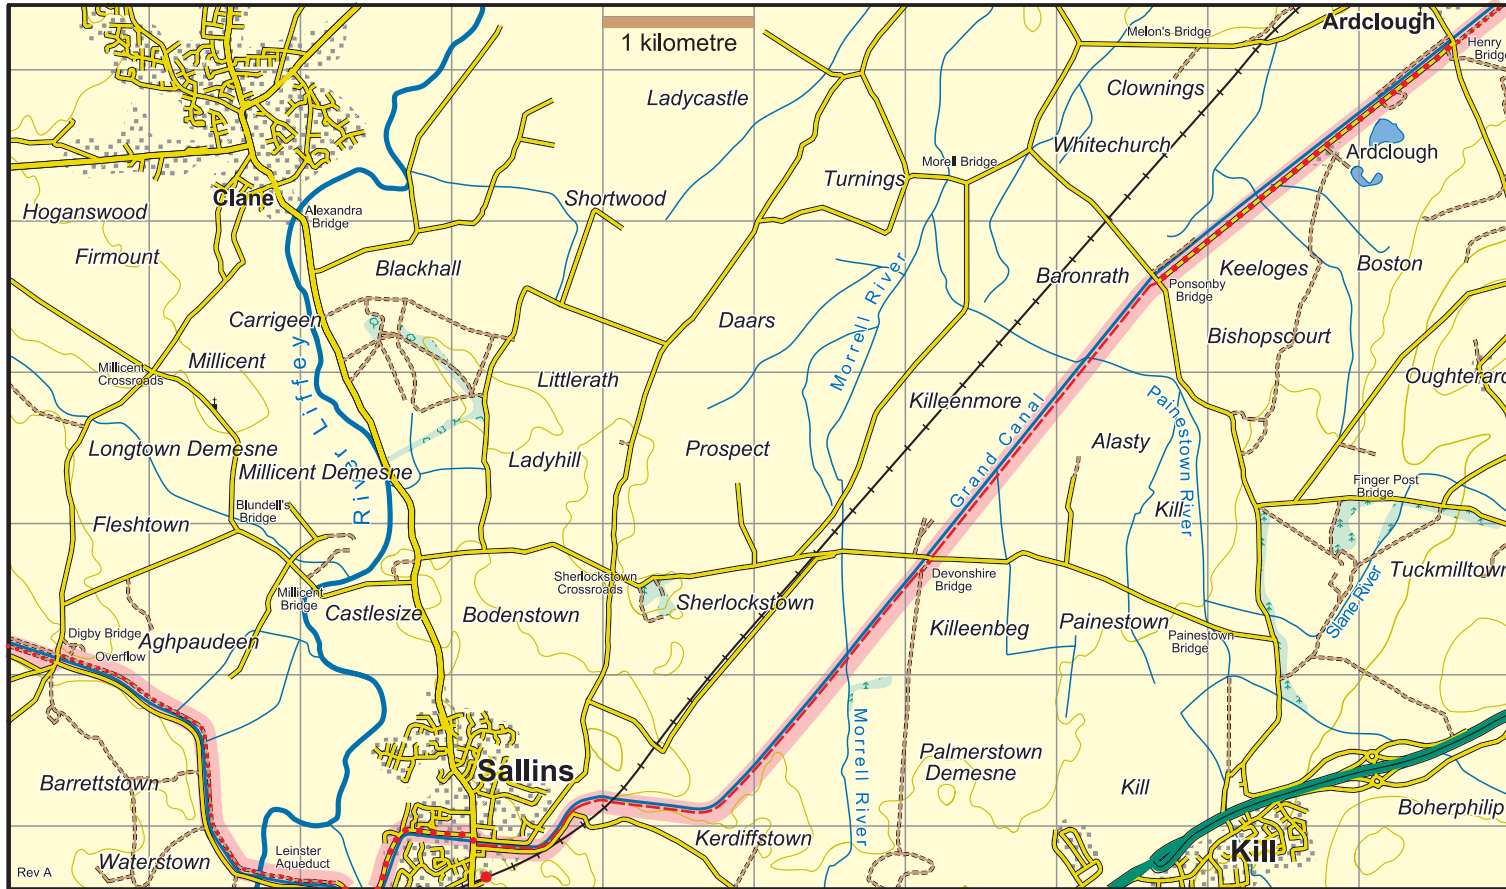 1 kilometre
Ardclough
Melon's Bridge
Henry
Bridge
Clownings
Ladycastle
Whitechurch
Ardclough
Morell Bridge
Turnings
Shortwood
Clane
Hoganswood
Alexandra
Bridge
Firmount
Blackhall
Baronrath
Keeloges
Boston
Ponsonby
Bridge
Carrigeen
Daars
Morrell River
Bishopscourt
Millicent
Millicent
Crossroads
River Liffey
Littlerath
Killeenmore
Painestown River
Oughterard
Longtown Demesne
Millicent Demesne
Ladyhill
Prospect
Grand Canal
Alasty
Finger Post
Bridge
Blundell's
Bridge
Fleshtown
Kill
Sherlockstown
Crossroads
Devonshire
Bridge
Tuckmilltown
Millicent
Bridge
Castlesize
Bodenstown
Sherlockstown
Killeenbeg
Painestown
Slane River
Painestown
Bridge
Digby Bridge
Overflow
Aghpaudeen
Morrell River
Palmerstown
Demesne
Sallins
Barrettstown
Kill
Boherphilip
Kerdiffstown
Kill
Leinster
Aqueduct
Waterstown
Rev A